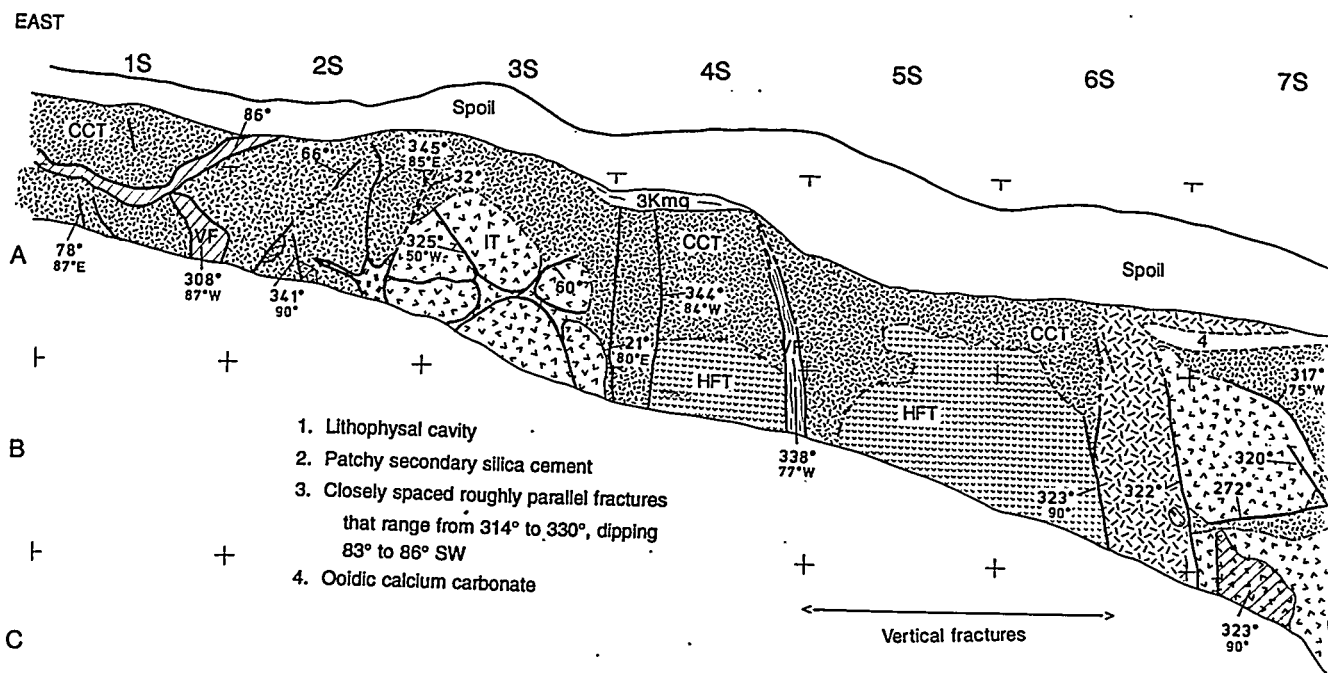 EAST
1S 2S 3S 4S 5S 6S 7S
Spoil
86°
CCT
66°
345°
85°E
32°
3Kmq
IT
325°
50°W
CCT
A
VF
78°
87°E
308°
87°W
341°
90°
60°
344°
84°W
Spoil
CCT
4
21°
80°E
HFT
VF
317°
75°W
HFT
1. Lithophysal cavity
2. Patchy secondary silica cement
3. Closely spaced roughly parallel fractures
that range from 314° to 330°, dipping
83° to 86° SW
4. Ooidic calcium carbonate
B
338°
77°W
323°
90°
322°
320°
272°
Vertical fractures
323°
90°
C